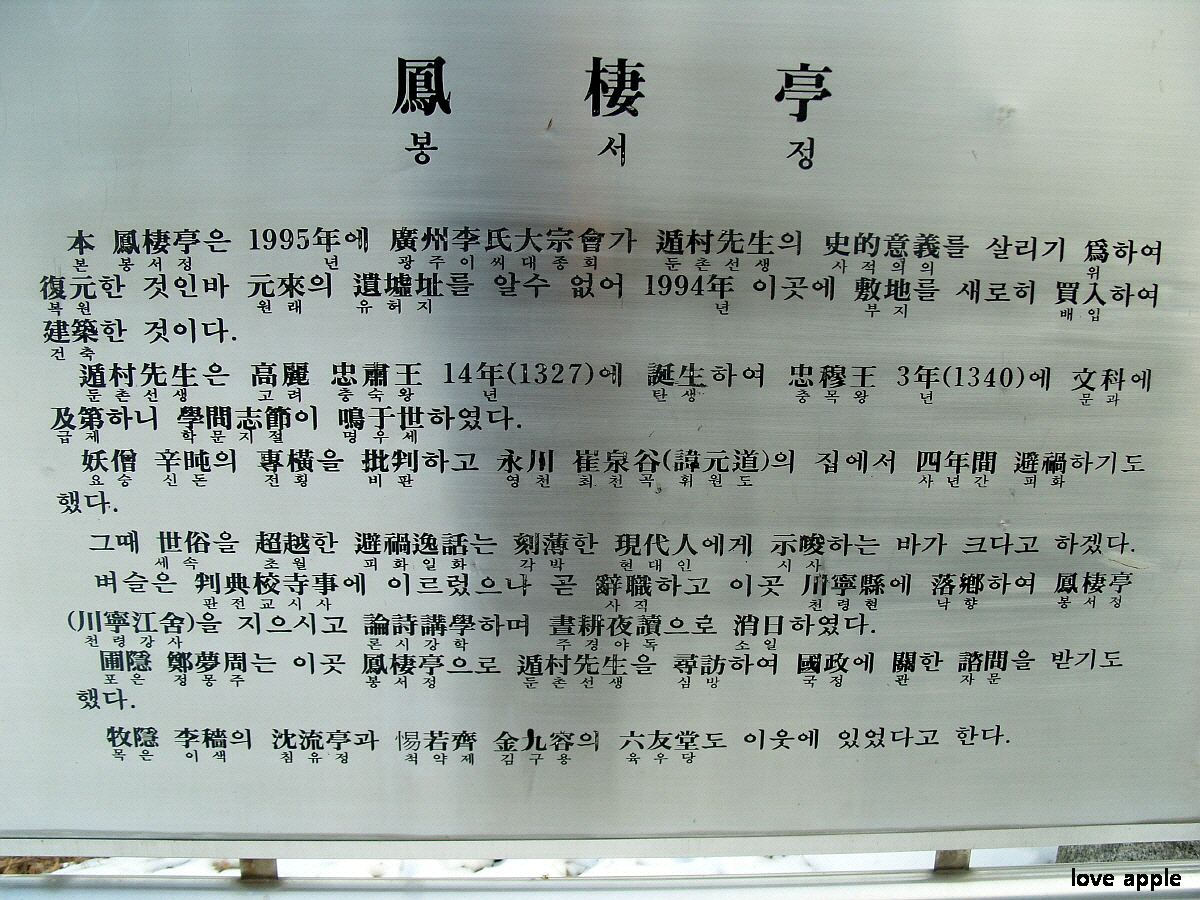 鳳 棲 亭
봉 서 정
本 鳳棲亭은 1995年에 廣州李氏大宗會가 遁村先生의 史的意義를 살리기 爲하여
본 봉서정 년 광주이씨대종회 둔촌선생 사적의의 위
復元한 것인바 元來의 遺墟址를 알수 없어 1994年 이곳에 敷地를 새로히 買入하여
복원 원래 유허지 년 부지 매입
建築한 것이다.
건축
遁村先生은 高麗 忠肅王 14年(1327)에 誕生하여 忠穆王 3年(1340)에 文科에
둔촌선생 고려 충숙왕 년 탄생 충목왕 년 문과
及第하니 學問志節이 鳴于世하였다.
급제 학문지절 명우세
妖僧 辛旽의 專橫을 批判하고 永川 崔泉谷(諱元道)의 집에서 四年間 避禍하기도
요승 신돈 전횡 비판 영천 최천곡 휘원도 사년간 피화
했다.
그때 世俗을 超越한 避禍逸話는 刻薄한 現代人에게 示唆하는 바가 크다고 하겠다.
세속 초월 피화일화 각박 현대인 시사
벼슬은 判典校寺事에 이르렀으나 곧 辭職하고 이곳 川寧縣에 落鄕하여 鳳棲亭
판전교시사 사직 천령현 낙향 봉서정
(川寧江舍)을 지으시고 論詩講學하며 晝耕夜讀으로 消日하였다.
천령강사 론시강학 주경야독 소일
圃隱 鄭夢周는 이곳 鳳棲亭으로 遁村先生을 尋訪하여 國政에 關한 諮問을 받기도
포은 정몽주 봉서정 둔촌선생 심방 국정 관 자문
했다.
牧隱 李穡의 沈流亭과 惕若齊 金九容의 六友堂도 이웃에 있었다고 한다.
목은 이색 침유정 척약제 김구용 육우당
love apple